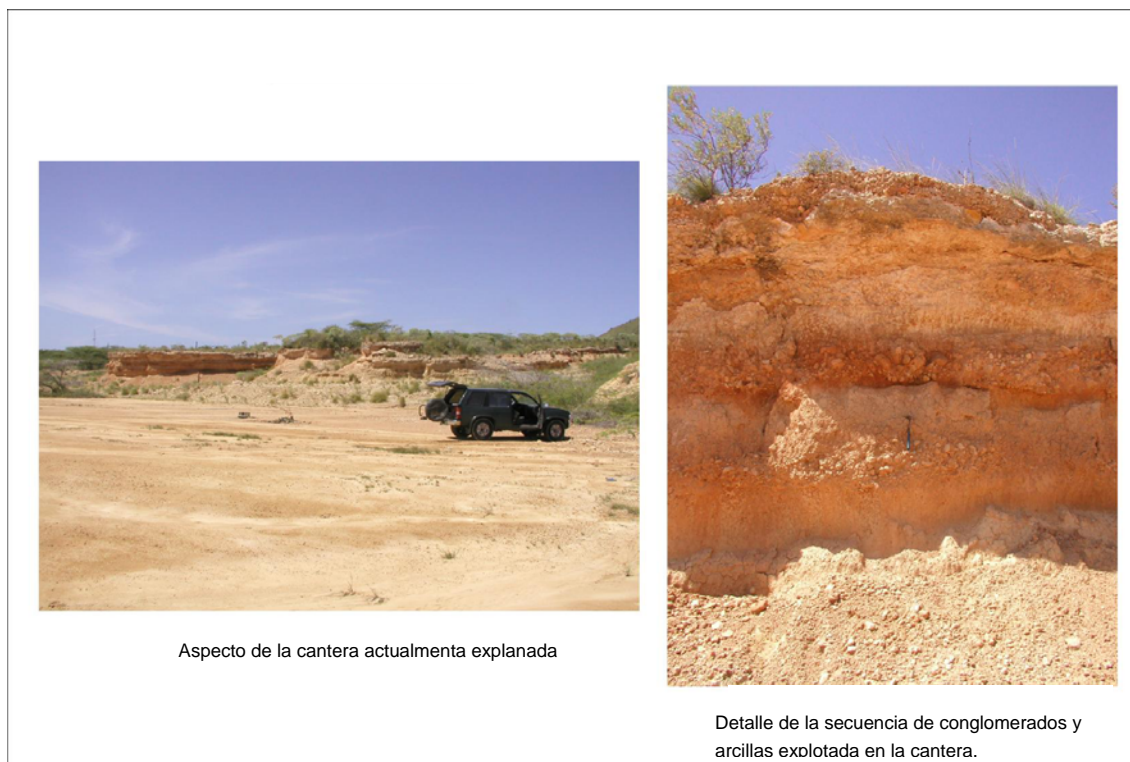 Aspecto de la cantera actualmenta explanada
Detalle de la secuencia de conglomerados y
arcillas explotada en la cantera.